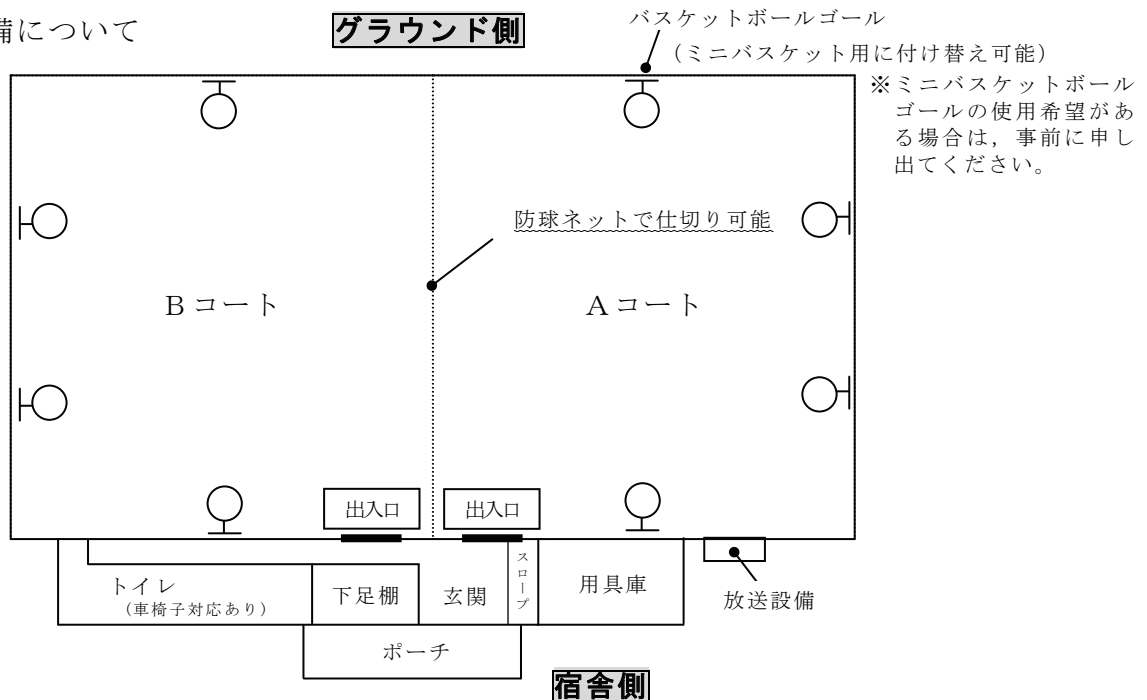 備について
グラウンド側
バスケットボールゴール
（ミニバスケット用に付け替え可能）
※ミニバスケットボール
ゴールの使用希望があ
る場合は，事前に申し
出てください。
防球ネットで仕切り可能
Bコート
Aコート
出入口
出入口
トイレ
（車椅子対応あり）
下足棚
玄関
スロープ
用具庫
放送設備
ポーチ
宿舎側